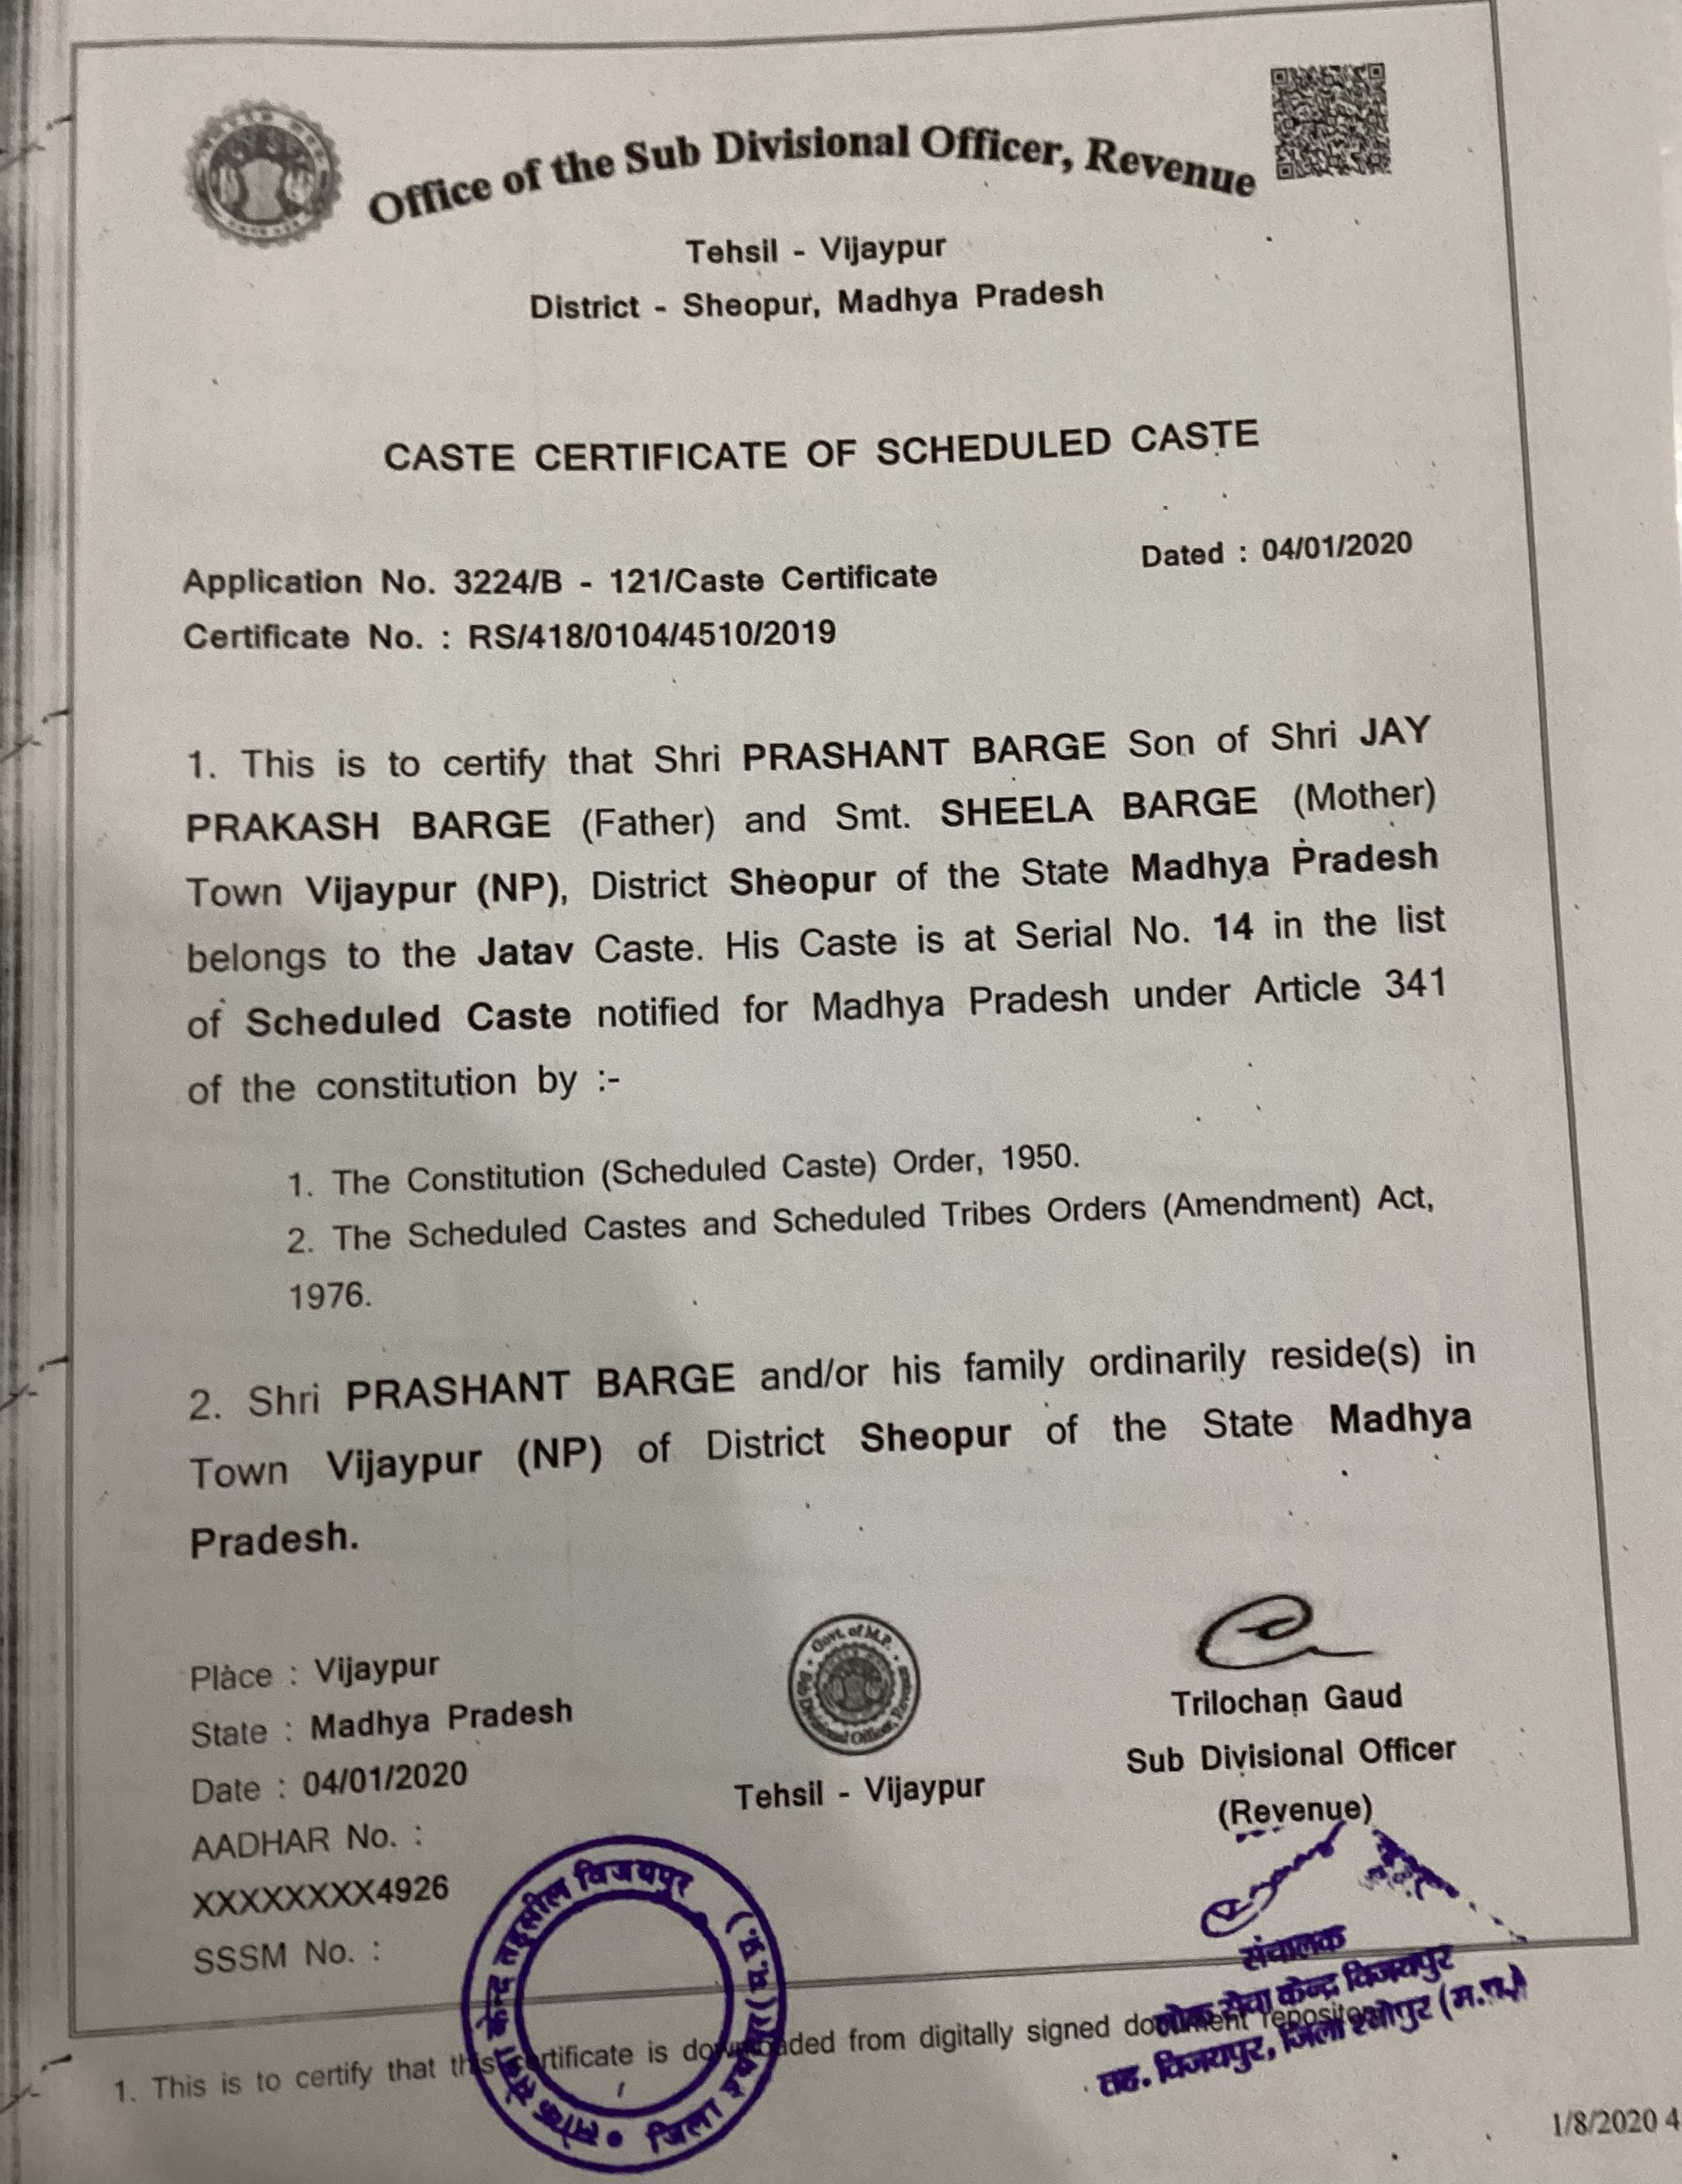 Office of the Sub Divisional Officer, Revenue
Tehsil - Vijaypur
District - Sheopur, Madhya Pradesh
CASTE CERTIFICATE OF SCHEDULED CASTE
Dated : 04/01/2020
Application No. 3224/B - 121/Caste Certificate
Certificate No. : RS/418/0104/4510/2019
1. This is to certify that Shri PRASHANT BARGE Son of Shri JAY
PRAKASH BARGE (Father) and Smt. SHEELA BARGE (Mother)
Town Vijaypur (NP), District Sheopur of the State Madhya Pradesh
belongs to the Jatav Caste. His Caste is at Serial No. 14 in the list
of Scheduled Caste notified for Madhya Pradesh under Article 341
of the constitution by :-
1. The Constitution (Scheduled Caste) Order, 1950.
2. The Scheduled Castes and Scheduled Tribes Orders (Amendment) Act,
1976.
2. Shri PRASHANT BARGE and/or his family ordinarily reside(s) in
Town Vijaypur (NP) of District Sheopur of the State Madhya
Pradesh.
Place : Vijaypur
State : Madhya Pradesh
Date : 04/01/2020
AADHAR No. :
XXXXXXXX4926
SSSM No. :
Govt. of M.P.
Sub Divisional Officer, Revenue
Tehsil - Vijaypur
Trilochan Gaud
Sub Divisional Officer
(Revenue)
लोक सेवा केन्द्र तहसील विजयपुर
जिला श्योपुर (म.प्र.)
संचालक
लोक सेवा केन्द्र विजयपुर
तह. विजयपुर, जिला श्योपुर (म.प्र.)
1. This is to certify that this certificate is downloaded from digitally signed document repository
1/8/2020 4